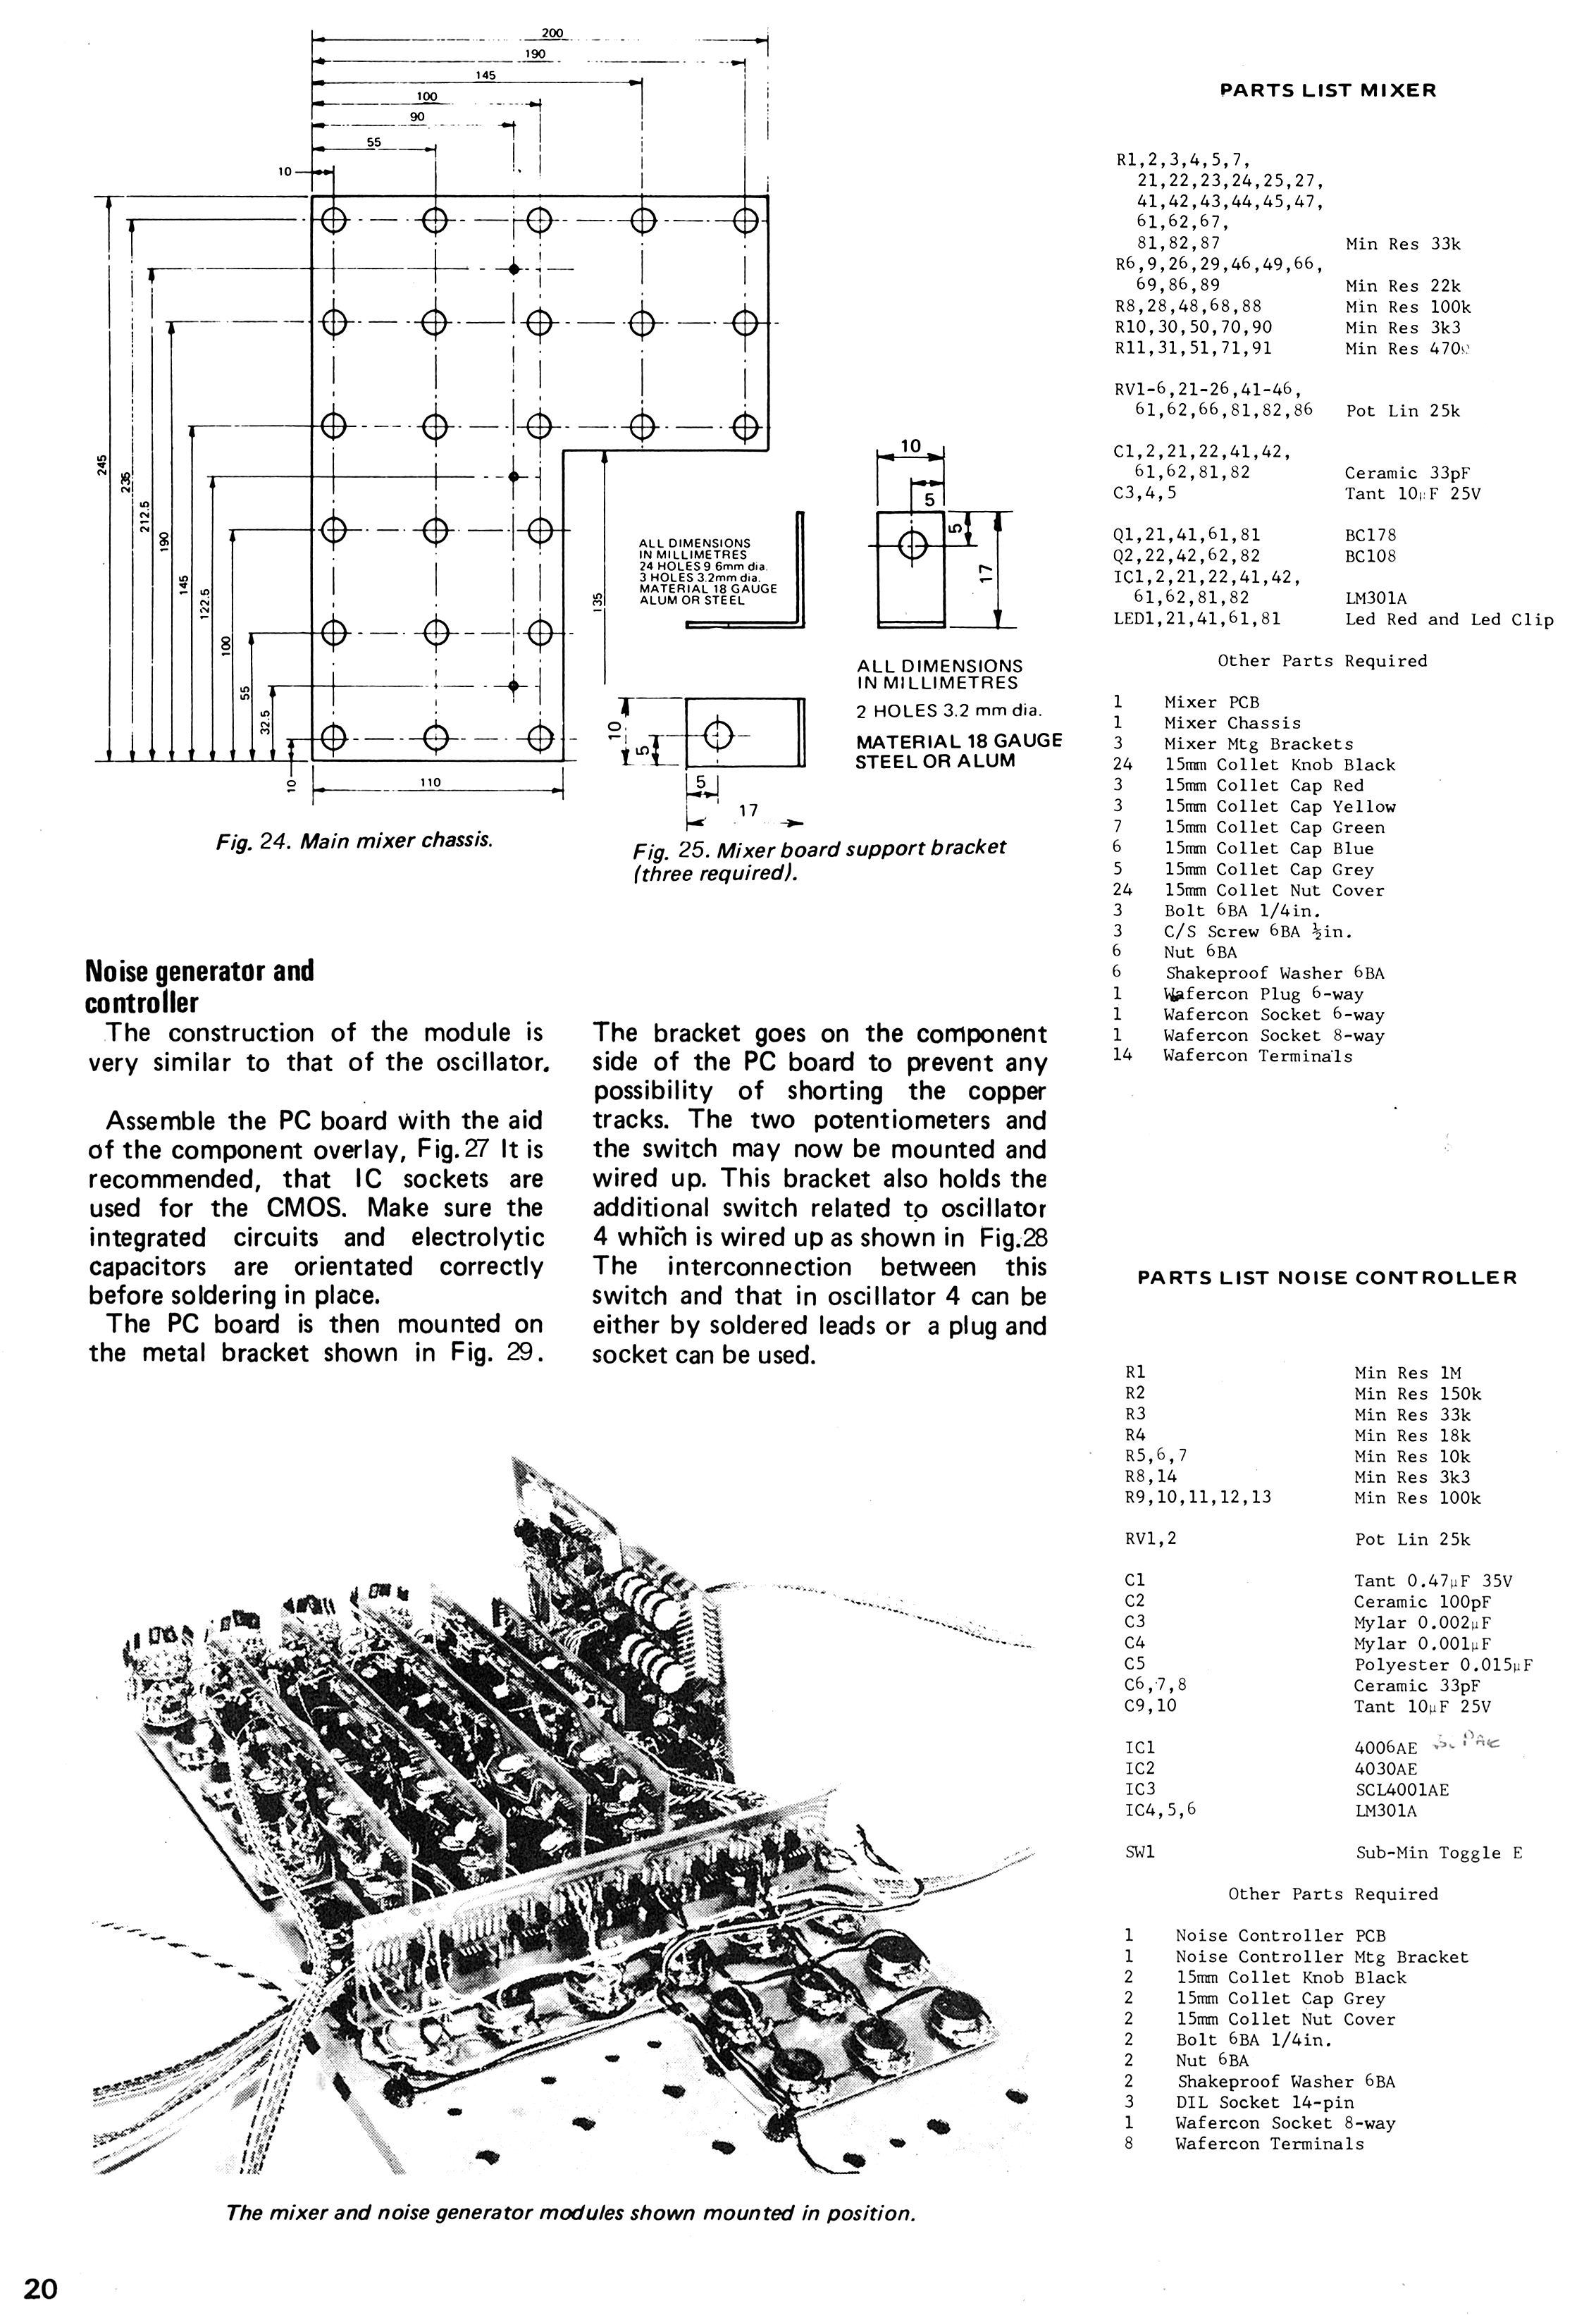 200
190
145
100
90
55
10
245
235
212.5
190
145
122.5
100
55
32.5
10
110
135
ALL DIMENSIONS
IN MILLIMETRES
24 HOLES 9 6mm dia.
3 HOLES 3.2mm dia.
MATERIAL 18 GAUGE
ALUM OR STEEL
Fig. 24. Main mixer chassis.
10
5
5
17
10
5
5
17
ALL DIMENSIONS
IN MILLIMETRES
2 HOLES 3.2 mm dia.
MATERIAL 18 GAUGE
STEEL OR ALUM
Fig. 25. Mixer board support bracket
(three required).
Noise generator and
controller
The construction of the module is
very similar to that of the oscillator.
Assemble the PC board with the aid
of the component overlay, Fig. 27 It is
recommended, that IC sockets are
used for the CMOS. Make sure the
integrated circuits and electrolytic
capacitors are orientated correctly
before soldering in place.
The PC board is then mounted on
the metal bracket shown in Fig. 29.
The bracket goes on the component
side of the PC board to prevent any
possibility of shorting the copper
tracks. The two potentiometers and
the switch may now be mounted and
wired up. This bracket also holds the
additional switch related to oscillator
4 which is wired up as shown in Fig.28
The interconnection between this
switch and that in oscillator 4 can be
either by soldered leads or a plug and
socket can be used.
The mixer and noise generator modules shown mounted in position.
20
PARTS LIST MIXER
R1,2,3,4,5,7,
21,22,23,24,25,27,
41,42,43,44,45,47,
61,62,67,
81,82,87 Min Res 33k
R6,9,26,29,46,49,66,
69,86,89 Min Res 22k
R8,28,48,68,88 Min Res 100k
R10,30,50,70,90 Min Res 3k3
R11,31,51,71,91 Min Res 470Ω
RV1-6,21-26,41-46,
61,62,66,81,82,86 Pot Lin 25k
C1,2,21,22,41,42,
61,62,81,82 Ceramic 33pF
C3,4,5 Tant 10µF 25V
Q1,21,41,61,81 BC178
Q2,22,42,62,82 BC108
IC1,2,21,22,41,42,
61,62,81,82 LM301A
LED1,21,41,61,81 Led Red and Led Clip
Other Parts Required
1 Mixer PCB
1 Mixer Chassis
3 Mixer Mtg Brackets
24 15mm Collet Knob Black
3 15mm Collet Cap Red
3 15mm Collet Cap Yellow
7 15mm Collet Cap Green
6 15mm Collet Cap Blue
5 15mm Collet Cap Grey
24 15mm Collet Nut Cover
3 Bolt 6BA 1/4in.
3 C/S Screw 6BA ½in.
6 Nut 6BA
6 Shakeproof Washer 6BA
1 Wafercon Plug 6-way
1 Wafercon Socket 6-way
1 Wafercon Socket 8-way
14 Wafercon Terminals
PARTS LIST NOISE CONTROLLER
R1 Min Res 1M
R2 Min Res 150k
R3 Min Res 33k
R4 Min Res 18k
R5,6,7 Min Res 10k
R8,14 Min Res 3k3
R9,10,11,12,13 Min Res 100k
RV1,2 Pot Lin 25k
C1 Tant 0.47µF 35V
C2 Ceramic 100pF
C3 Mylar 0.002µF
C4 Mylar 0.001µF
C5 Polyester 0.015µF
C6,7,8 Ceramic 33pF
C9,10 Tant 10µF 25V
IC1 4006AE
IC2 4030AE
IC3 SCL4001AE
IC4,5,6 LM301A
SW1 Sub-Min Toggle E
Other Parts Required
1 Noise Controller PCB
1 Noise Controller Mtg Bracket
2 15mm Collet Knob Black
2 15mm Collet Cap Grey
2 15mm Collet Nut Cover
2 Bolt 6BA 1/4in.
2 Nut 6BA
2 Shakeproof Washer 6BA
3 DIL Socket 14-pin
1 Wafercon Socket 8-way
8 Wafercon Terminals